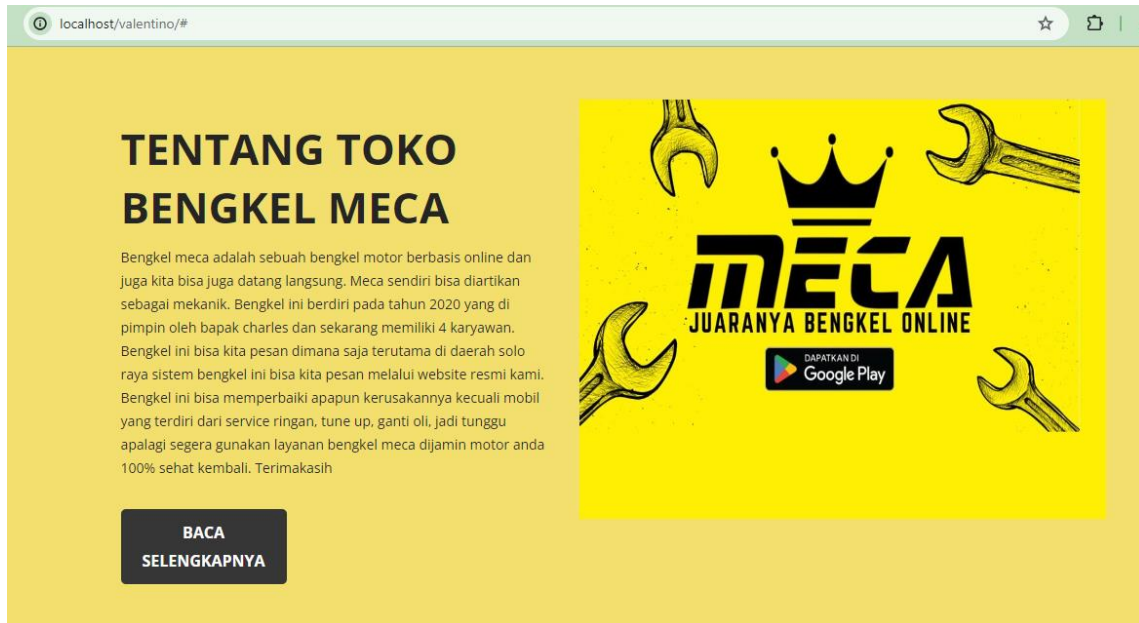 localhost/valentino/#
TENTANG TOKO
BENGKEL MECA
Bengkel meca adalah sebuah bengkel motor berbasis online dan
juga kita bisa juga datang langsung. Meca sendiri bisa diartikan
sebagai mekanik. Bengkel ini berdiri pada tahun 2020 yang di
pimpin oleh bapak charles dan sekarang memiliki 4 karyawan.
Bengkel ini bisa kita pesan dimana saja terutama di daerah solo
raya sistem bengkel ini bisa kita pesan melalui website resmi kami.
Bengkel ini bisa memperbaiki apapun kerusakannya kecuali mobil
yang terdiri dari service ringan, tune up, ganti oli, jadi tunggu
apalagi segera gunakan layanan bengkel meca dijamin motor anda
100% sehat kembali. Terimakasih
BACA
SELENGKAPNYA
MECA
JUARANYA BENGKEL ONLINE
DAPATKAN DI
Google Play